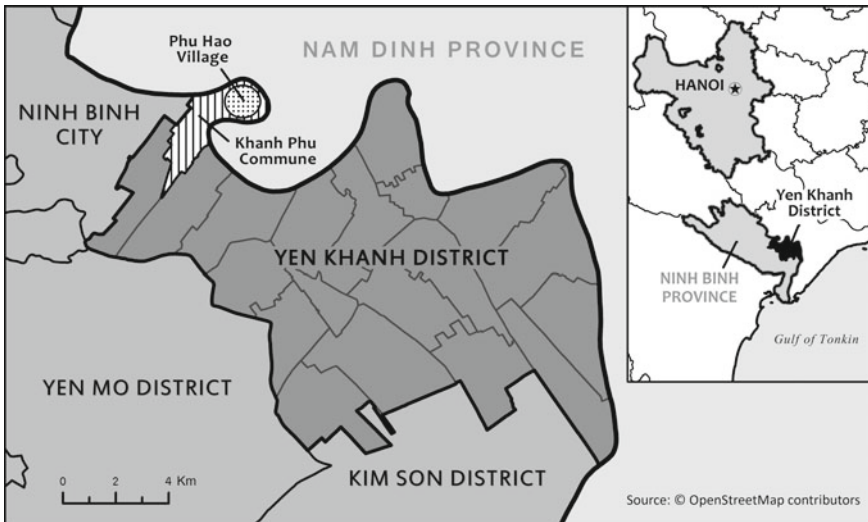 Phu Hao
Village
NAM DINH PROVINCE
NINH BINH
CITY
Khanh Phu
Commune
YEN KHANH DISTRICT
YEN MO DISTRICT
KIM SON DISTRICT
0 2 4 Km
HANOI
Yen Khanh
District
NINH BINH
PROVINCE
Gulf of Tonkin
Source: © OpenStreetMap contributors